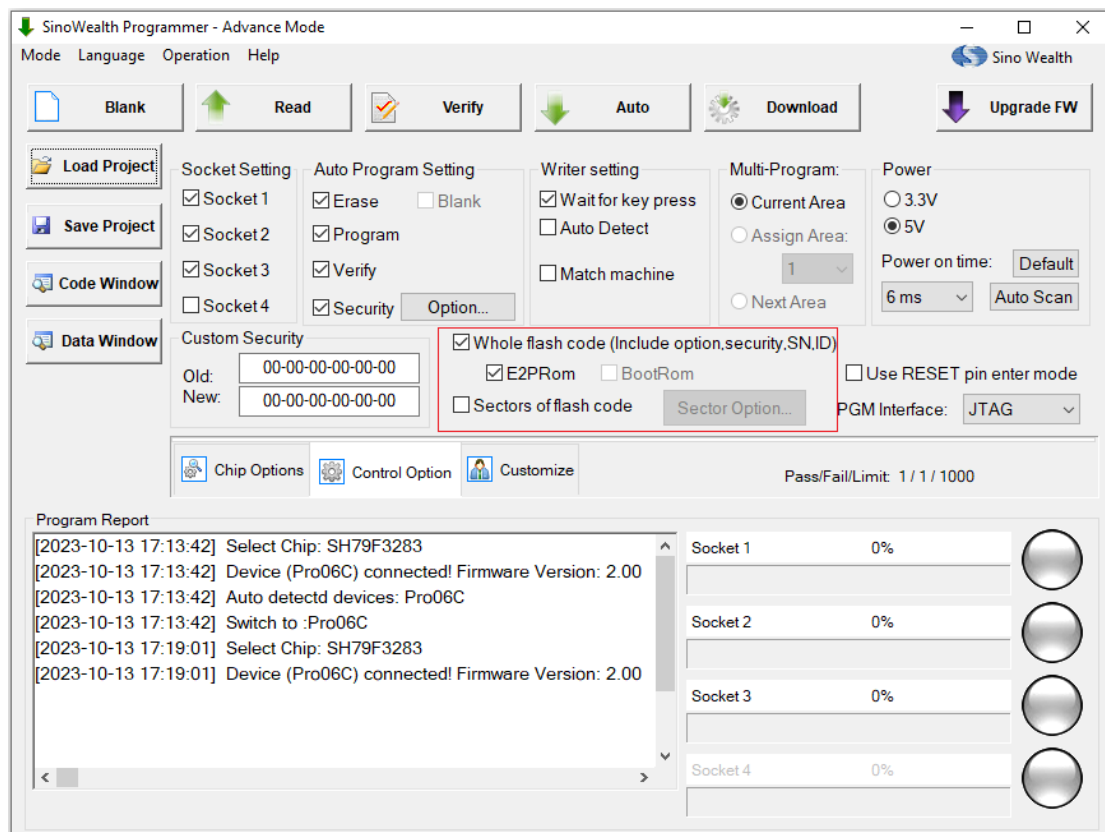 SinoWealth Programmer - Advance Mode
Mode Language Operation Help
Sino Wealth
Blank Read Verify Auto Download Upgrade FW
Load Project
Save Project
Code Window
Data Window
Socket Setting
Socket 1
Socket 2
Socket 3
Socket 4
Auto Program Setting
Erase Blank
Program
Verify
Security Option...
Writer setting
Wait for key press
Auto Detect
Match machine
Multi-Program:
Current Area
Assign Area:
1
Next Area
Power
3.3V
5V
Power on time: Default
6 ms Auto Scan
Custom Security
Old: 00-00-00-00-00-00
New: 00-00-00-00-00-00
Whole flash code (Include option,security,SN,ID)
E2PRom BootRom
Sectors of flash code Sector Option...
Use RESET pin enter mode
PGM Interface: JTAG
Chip Options Control Option Customize
Pass/Fail/Limit: 1 / 1 / 1000
Program Report
[2023-10-13 17:13:42] Select Chip: SH79F3283
[2023-10-13 17:13:42] Device (Pro06C) connected! Firmware Version: 2.00
[2023-10-13 17:13:42] Auto detectd devices: Pro06C
[2023-10-13 17:13:42] Switch to :Pro06C
[2023-10-13 17:19:01] Select Chip: SH79F3283
[2023-10-13 17:19:01] Device (Pro06C) connected! Firmware Version: 2.00
Socket 1 0%
Socket 2 0%
Socket 3 0%
Socket 4 0%